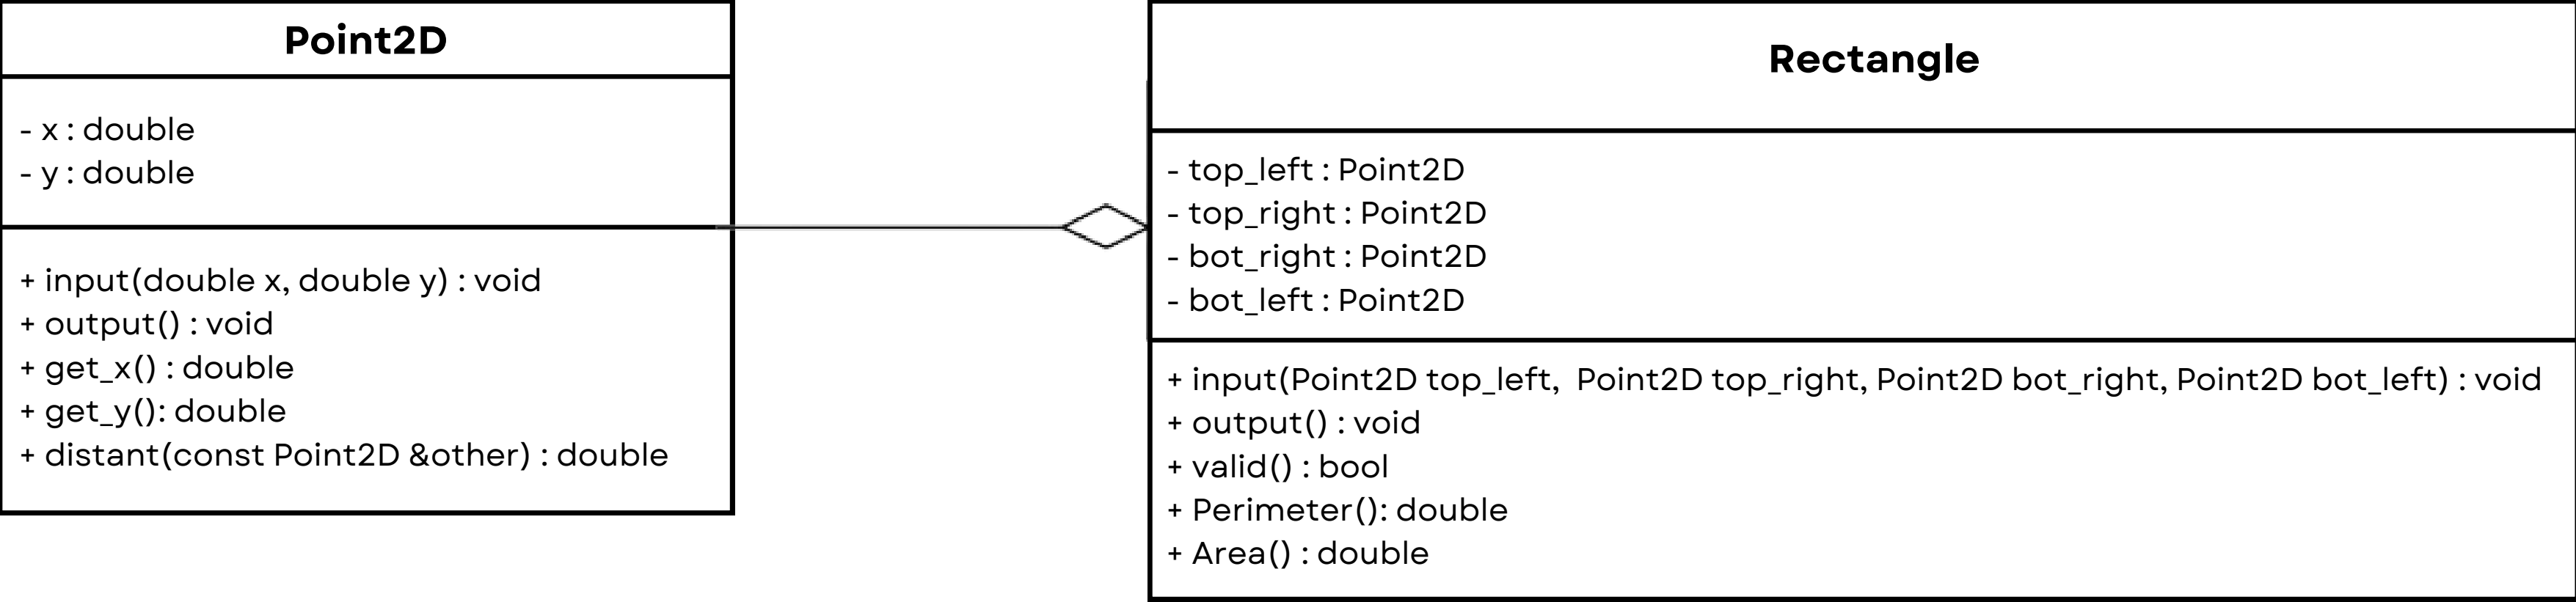 Point2D
- x : double
- y : double
+ input(double x, double y) : void
+ output() : void
+ get_x() : double
+ get_y(): double
+ distant(const Point2D &other) : double
Rectangle
- top_left : Point2D
- top_right : Point2D
- bot_right : Point2D
- bot_left : Point2D
+ input(Point2D top_left,  Point2D top_right, Point2D bot_right, Point2D bot_left) : void
+ output() : void
+ valid() : bool
+ Perimeter(): double
+ Area() : double